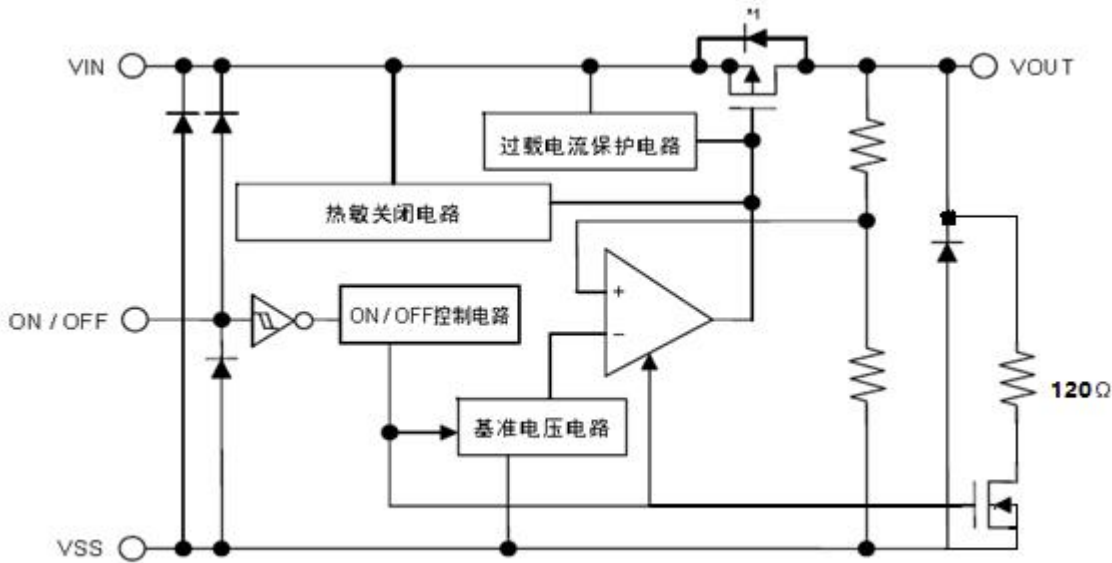 *1
VIN
VOUT
过载电流保护电路
热敏关闭电路
ON / OFF
ON / OFF控制电路
+
−
120Ω
基准电压电路
VSS